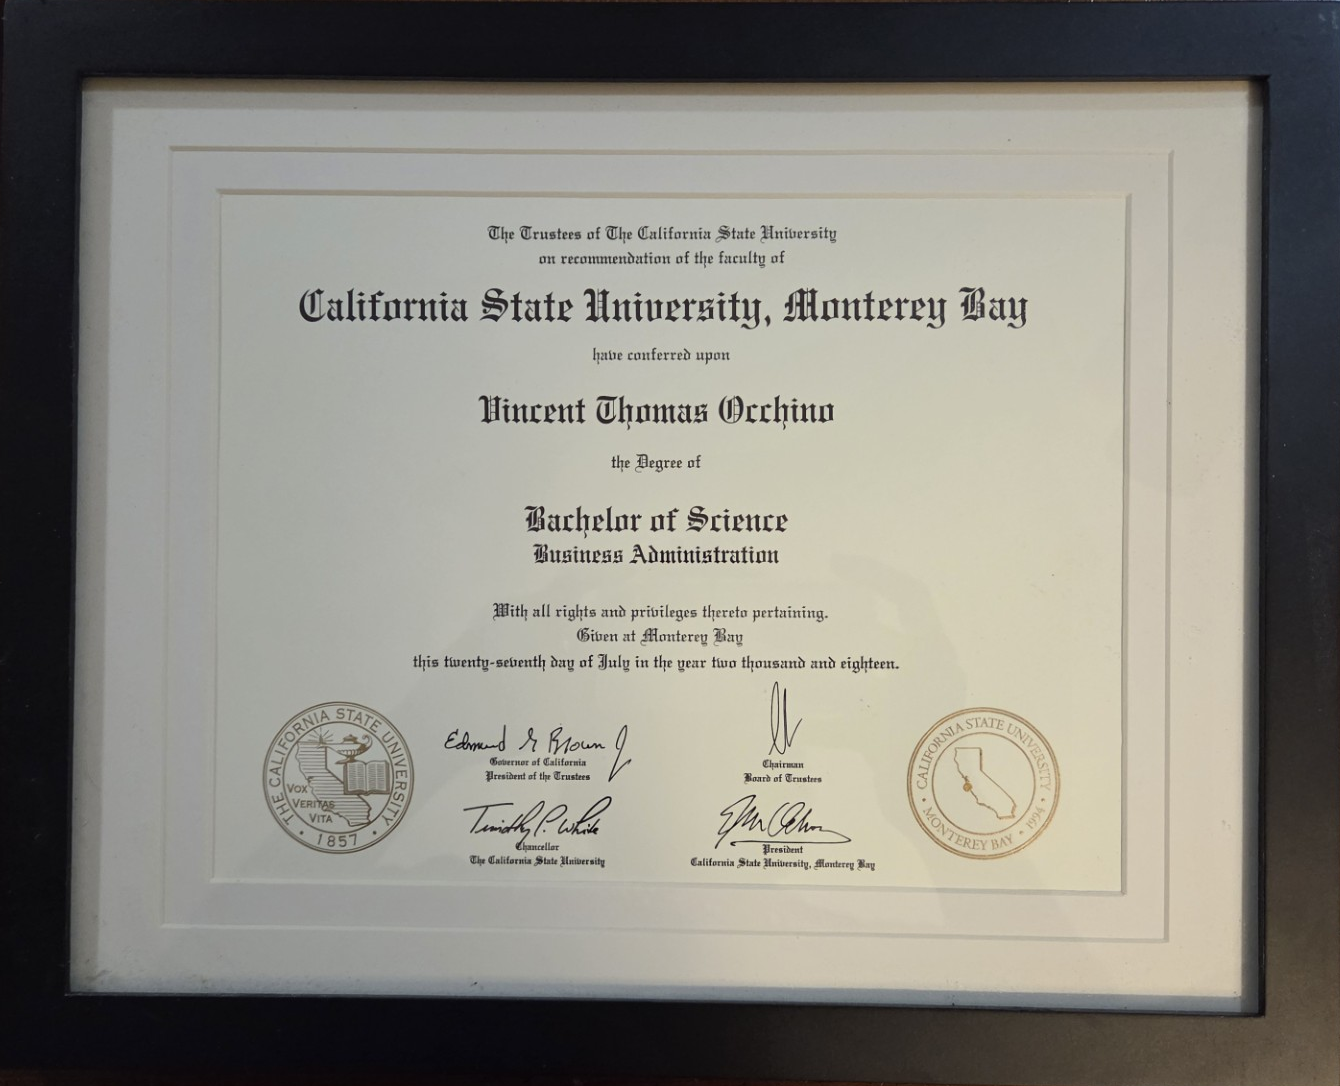 The Trustees of The California State University
on recommendation of the faculty of
California State University, Monterey Bay
have conferred upon
Vincent Thomas Occhino
the Degree of
Bachelor of Science
Business Administration
With all rights and privileges thereto pertaining.
Given at Monterey Bay
this twenty-seventh day of July in the year two thousand and eighteen.
THE CALIFORNIA STATE UNIVERSITY
VOX
VERITAS
VITA
• 1857 •
Edmund G Brown Jr
Governor of California
President of the Trustees
Chairman
Board of Trustees
Timothy P. White
Chancellor
The California State University
President
California State University, Monterey Bay
CALIFORNIA STATE UNIVERSITY
• MONTEREY BAY • 1994 •